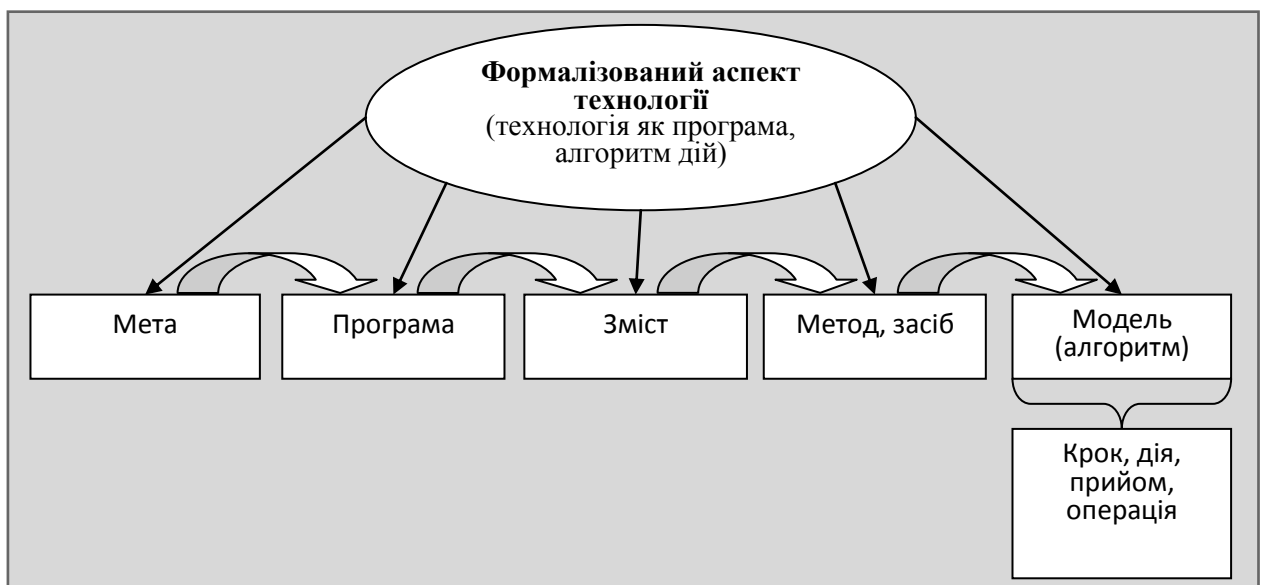 Формалізований аспект
технології
(технологія як програма,
алгоритм дій)
Мета
Програма
Зміст
Метод, засіб
Модель
(алгоритм)
Крок, дія,
прийом,
операція